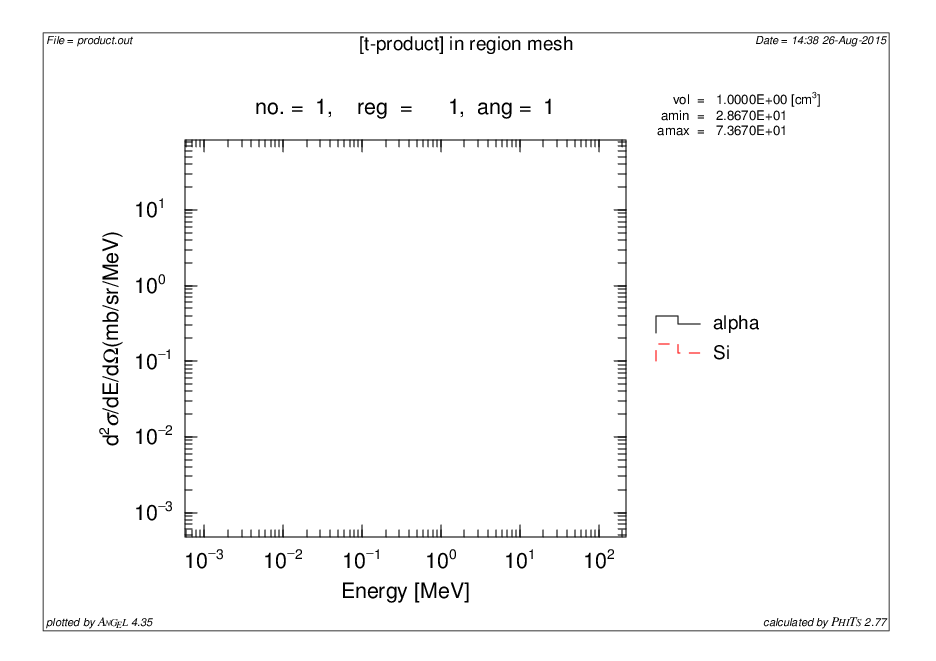 File = product.out
[t-product] in region mesh
Date = 14:38 26-Aug-2015
no. = 1, reg = 1, ang = 1
vol = 1.0000E+00 [cm³]
amin = 2.8670E+01
amax = 7.3670E+01
d²σ/dE/dΩ(mb/sr/MeV)
10¹
10⁰
10⁻¹
10⁻²
10⁻³
alpha
Si
10⁻³ 10⁻² 10⁻¹ 10⁰ 10¹ 10²
Energy [MeV]
plotted by ANGEL 4.35
calculated by PHITS 2.77